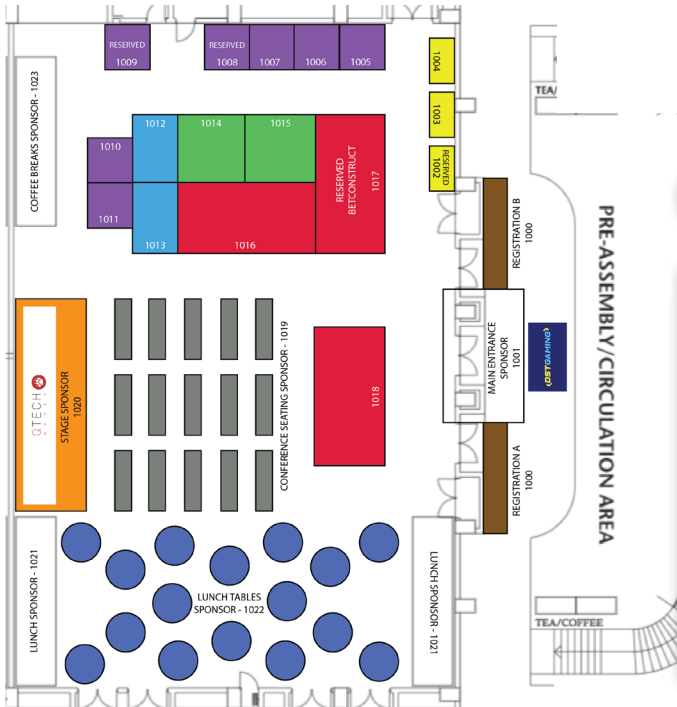 RESERVED
1009
RESERVED
1008
1007
1006
1005
1004
1003
RESERVED
1002
TEA/
COFFEE BREAKS SPONSOR - 1023
1010
1011
1012
1013
1014
1015
1016
RESERVED
BETCONSTRUCT
1017
REGISTRATION B
1000
MAIN ENTRANCE
SPONSOR
1001
DSTGAMING
REGISTRATION A
1000
PRE-ASSEMBLY/CIRCULATION AREA
QTECH
STAGE SPONSOR
1020
CONFERENCE SEATING SPONSOR - 1019
1018
LUNCH SPONSOR - 1021
LUNCH TABLES
SPONSOR - 1022
LUNCH SPONSOR - 1021
TEA/COFFEE